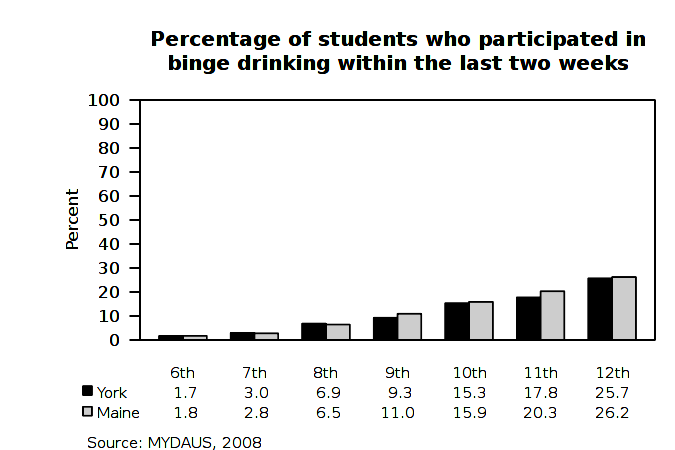 Percentage of students who participated in
binge drinking within the last two weeks
100
90
80
70
60
50
40
30
20
10
0
Percent
6th 7th 8th 9th 10th 11th 12th
York 1.7 3.0 6.9 9.3 15.3 17.8 25.7
Maine 1.8 2.8 6.5 11.0 15.9 20.3 26.2
Source: MYDAUS, 2008